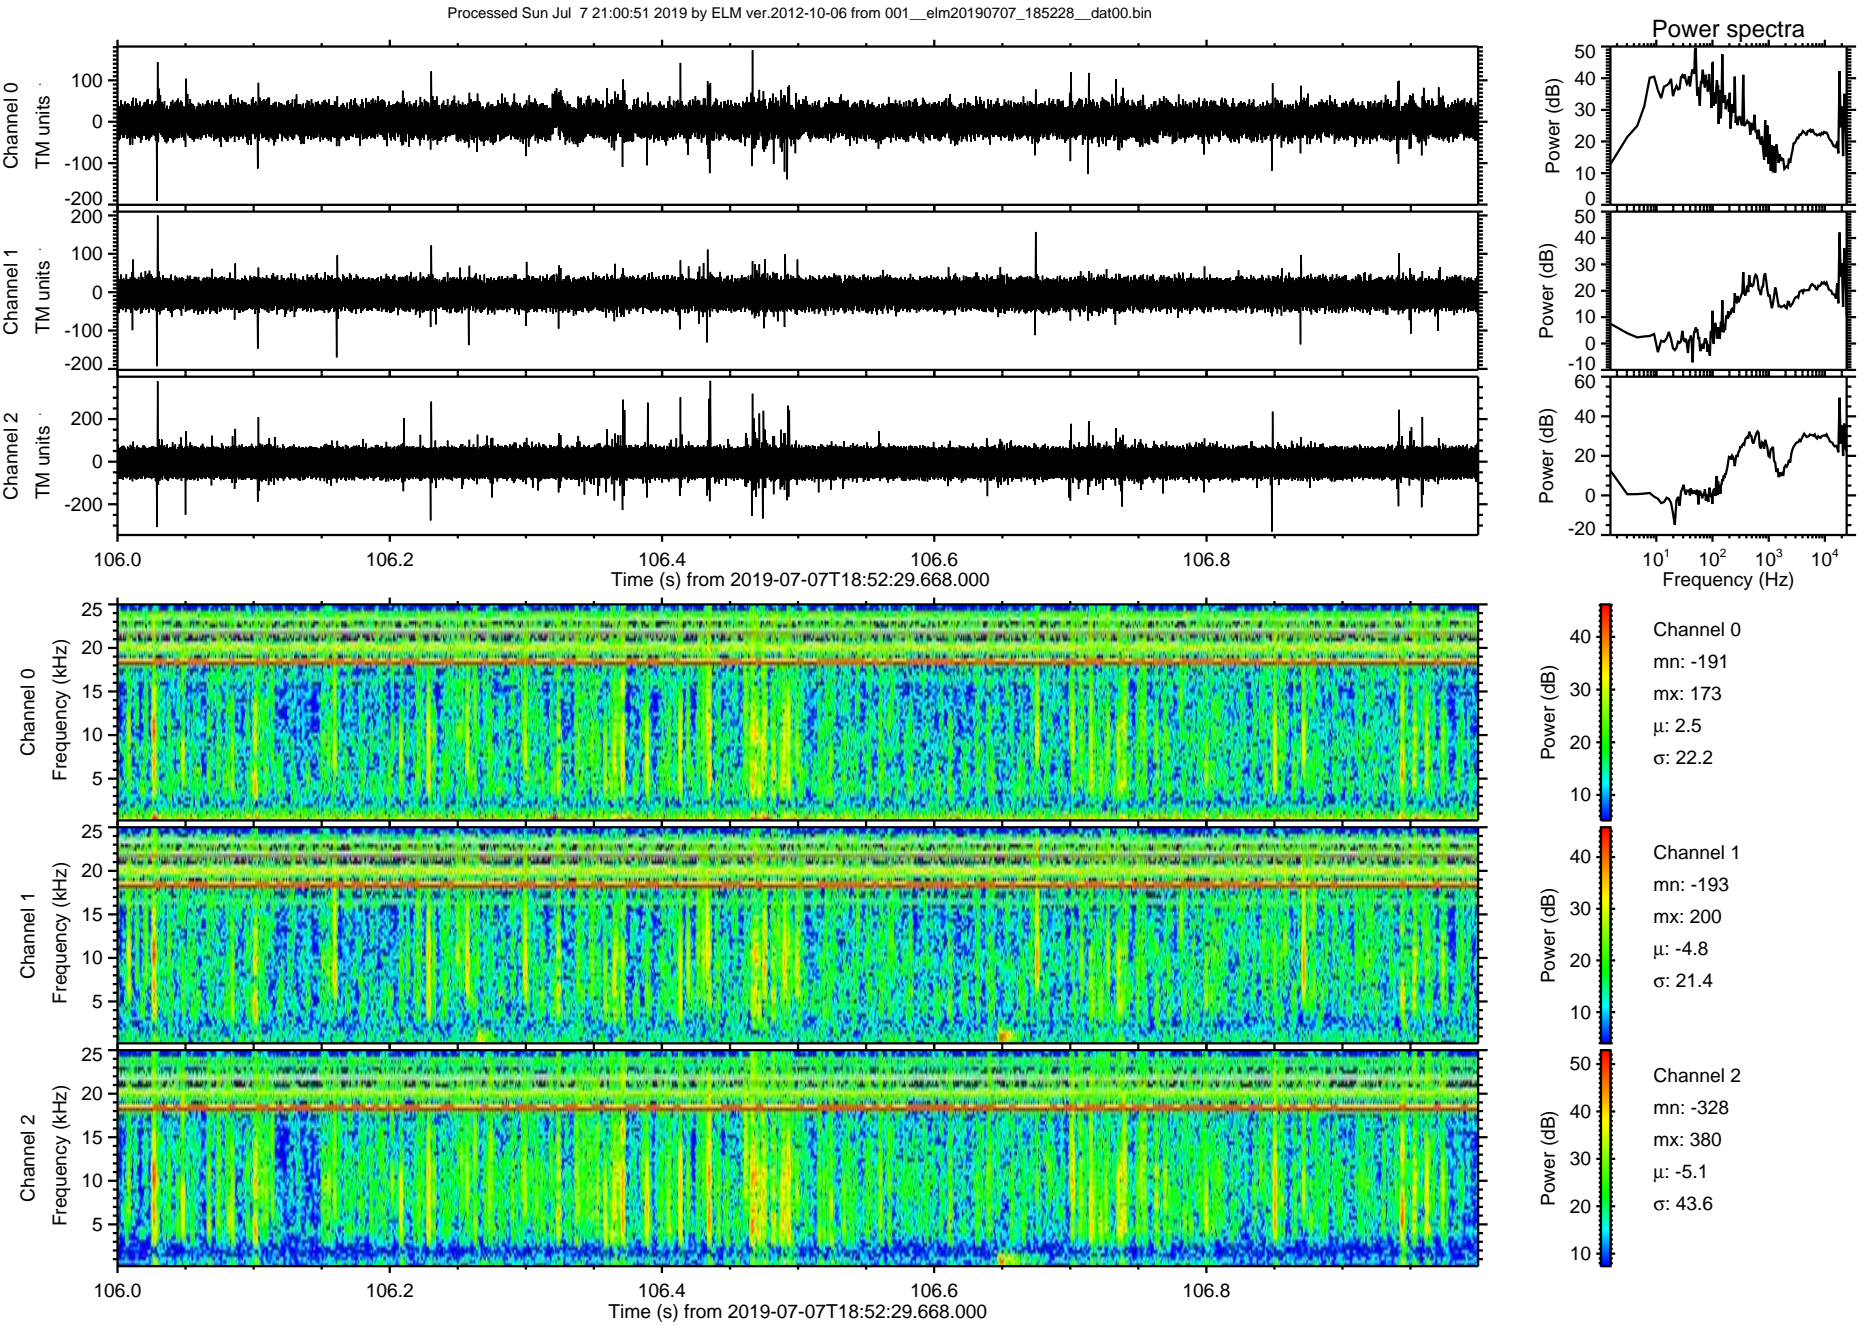 Processed Sun Jul 7 21:00:51 2019 by ELM ver.2012-10-06 from 001__elm20190707_185228__dat00.bin
Power spectra
Channel 0
TM units
100
0
-100
-200
Power (dB)
50
40
30
20
10
0
Channel 1
TM units
200
100
0
-100
-200
Power (dB)
50
40
30
20
10
0
-10
Channel 2
TM units
200
0
-200
Power (dB)
60
40
20
0
-20
106.0 106.2 106.4 106.6 106.8
Time (s) from 2019-07-07T18:52:29.668.000
10^1 10^2 10^3 10^4
Frequency (Hz)
Channel 0
Frequency (kHz)
25
20
15
10
5
Power (dB)
40
30
20
10
Channel 0
mn: -191
mx: 173
μ: 2.5
σ: 22.2
Channel 1
Frequency (kHz)
25
20
15
10
5
Power (dB)
40
30
20
10
Channel 1
mn: -193
mx: 200
μ: -4.8
σ: 21.4
Channel 2
Frequency (kHz)
25
20
15
10
5
Power (dB)
50
40
30
20
10
Channel 2
mn: -328
mx: 380
μ: -5.1
σ: 43.6
106.0 106.2 106.4 106.6 106.8
Time (s) from 2019-07-07T18:52:29.668.000